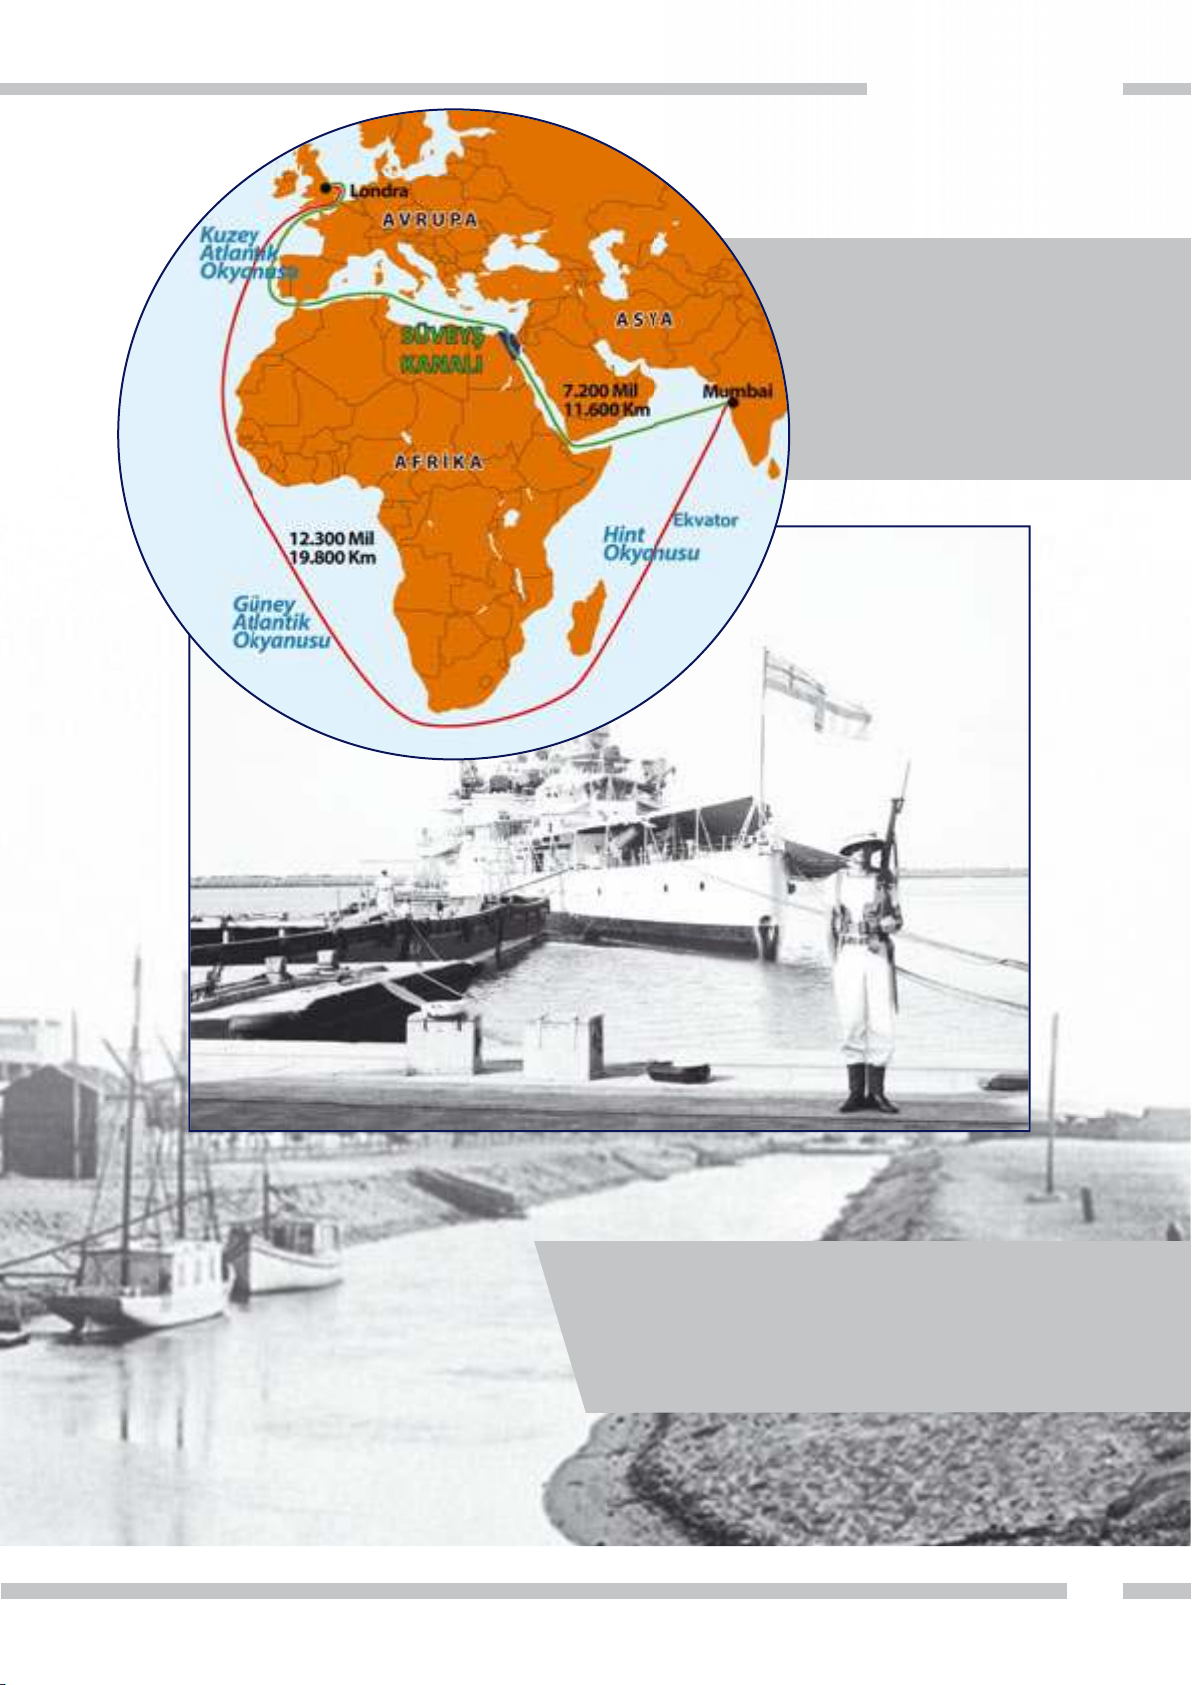 Londra
AVRUPA
Kuzey
Atlantik
Okyanusu
ASYA
SÜVEYŞ
KANALI
7.200 Mil
11.600 Km
Mumbai
AFRİKA
Ekvator
12.300 Mil
19.800 Km
Hint
Okyanusu
Güney
Atlantik
Okyanusu